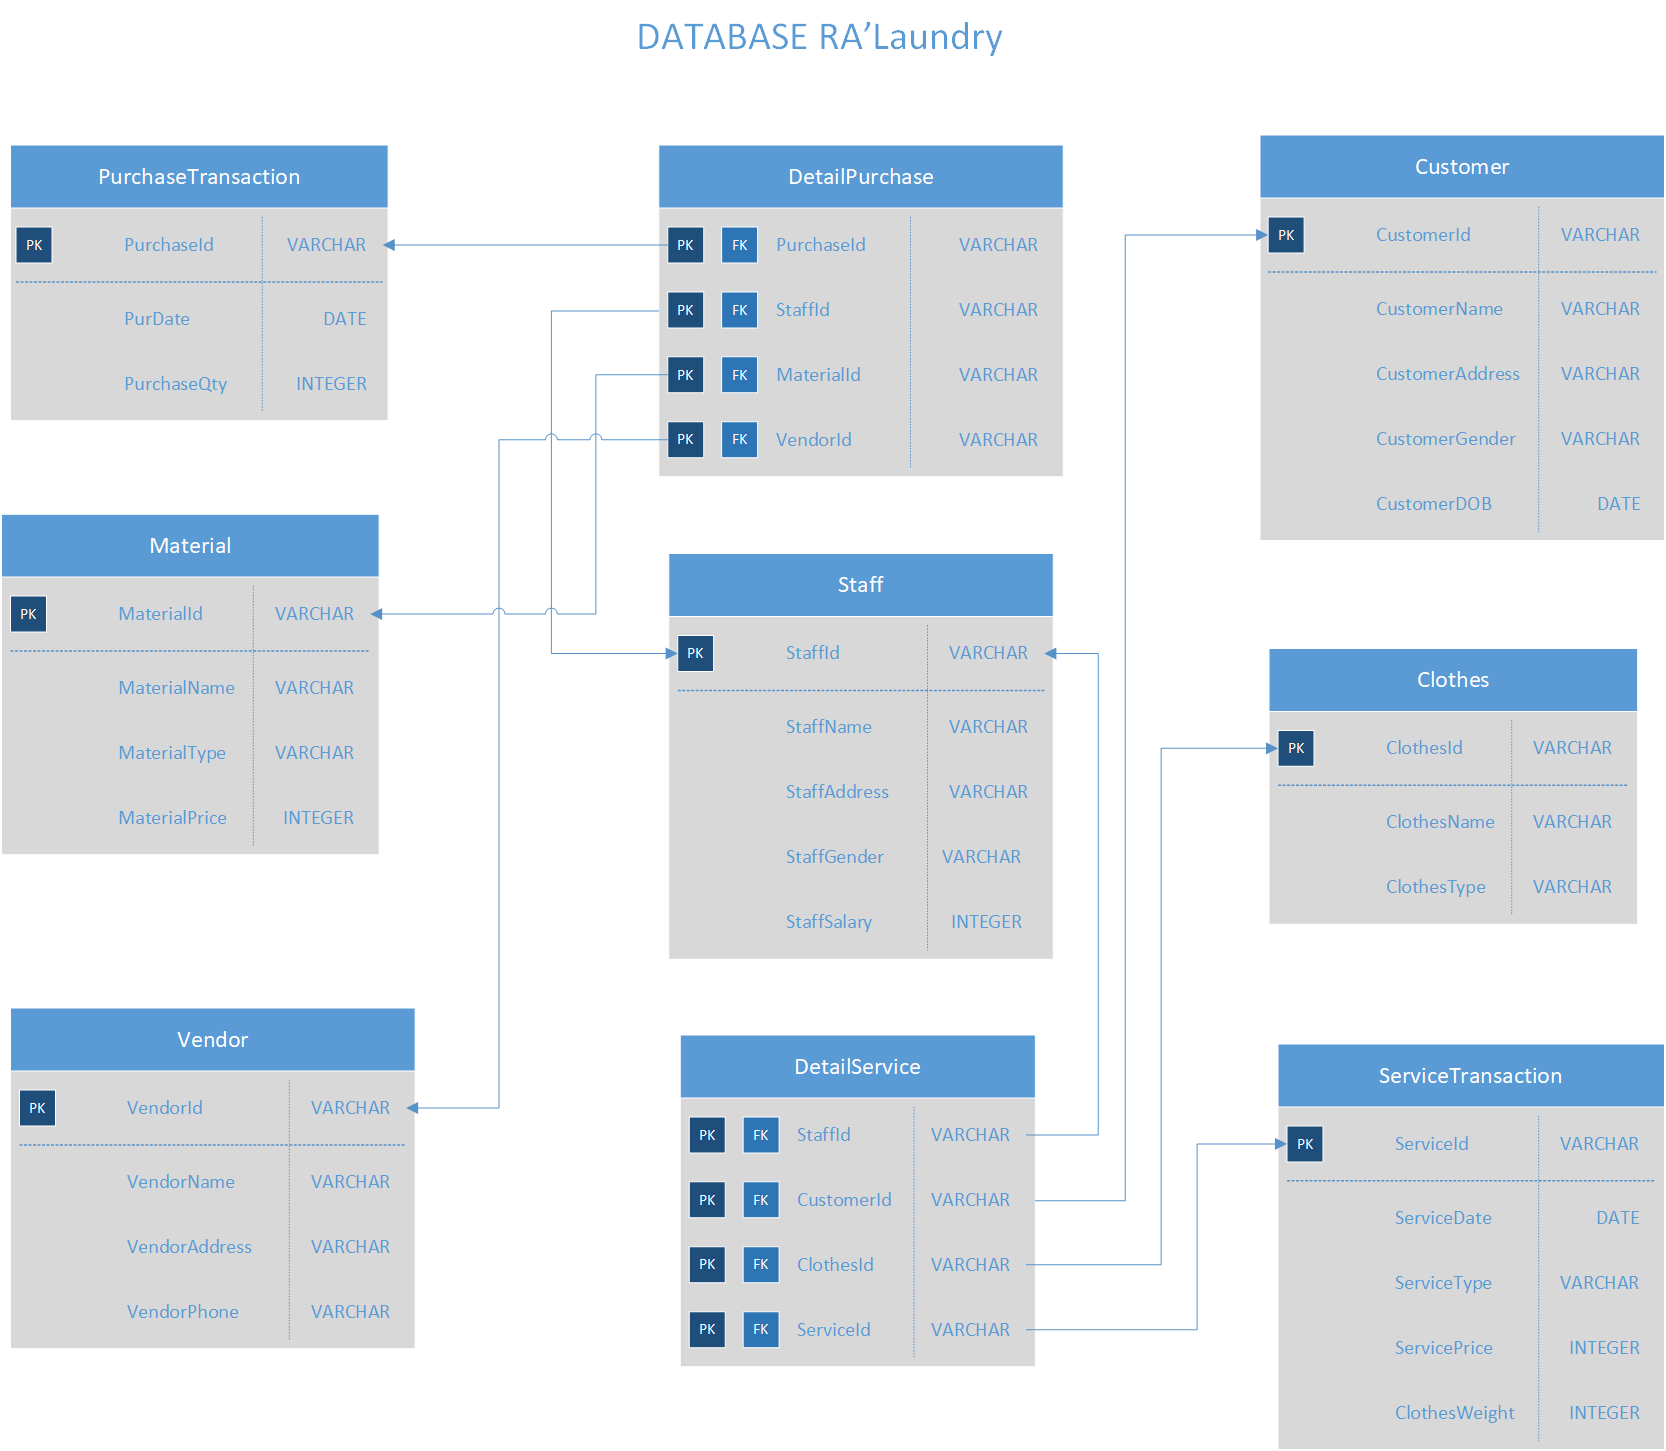 DATABASE RA’Laundry
PurchaseTransaction
PK PurchaseId VARCHAR
PurDate DATE
PurchaseQty INTEGER
DetailPurchase
PK FK PurchaseId VARCHAR
PK FK StaffId VARCHAR
PK FK MaterialId VARCHAR
PK FK VendorId VARCHAR
Customer
PK CustomerId VARCHAR
CustomerName VARCHAR
CustomerAddress VARCHAR
CustomerGender VARCHAR
CustomerDOB DATE
Material
PK MaterialId VARCHAR
MaterialName VARCHAR
MaterialType VARCHAR
MaterialPrice INTEGER
Staff
PK StaffId VARCHAR
StaffName VARCHAR
StaffAddress VARCHAR
StaffGender VARCHAR
StaffSalary INTEGER
Clothes
PK ClothesId VARCHAR
ClothesName VARCHAR
ClothesType VARCHAR
Vendor
PK VendorId VARCHAR
VendorName VARCHAR
VendorAddress VARCHAR
VendorPhone VARCHAR
DetailService
PK FK StaffId VARCHAR
PK FK CustomerId VARCHAR
PK FK ClothesId VARCHAR
PK FK ServiceId VARCHAR
ServiceTransaction
PK ServiceId VARCHAR
ServiceDate DATE
ServiceType VARCHAR
ServicePrice INTEGER
ClothesWeight INTEGER